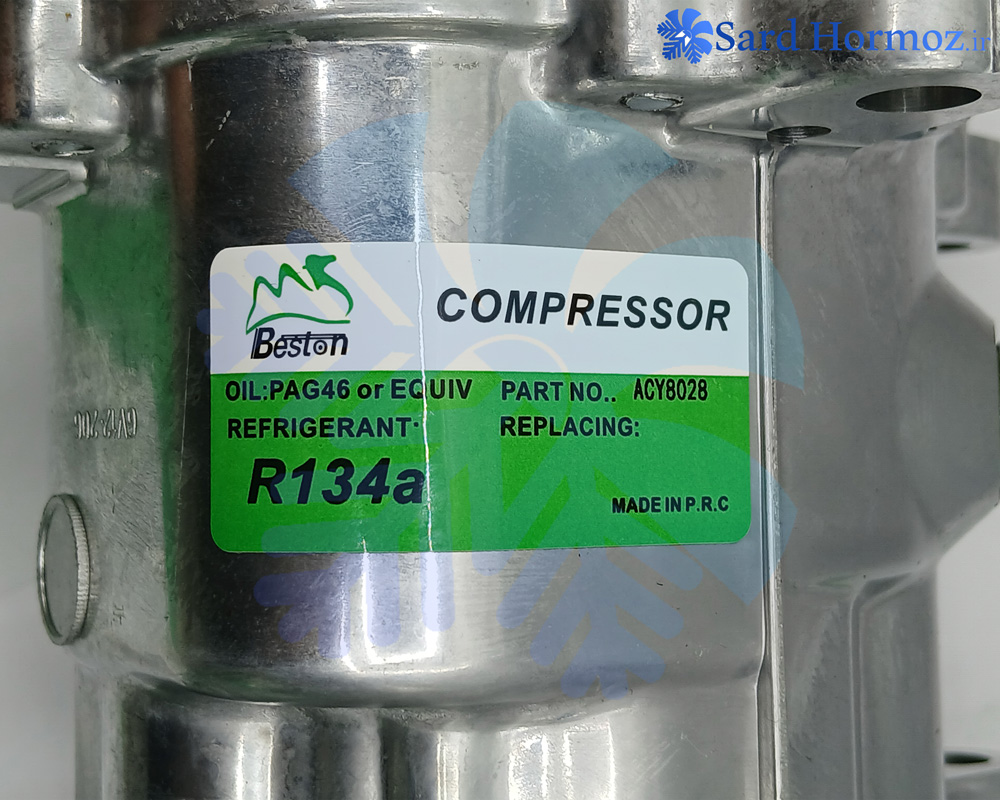 Sard Hormoz.ir
Beston
COMPRESSOR
OIL:PAG46 or EQUIV PART NO.. ACY8028
REFRIGERANT· REPLACING:
R134a
MADE IN P.R.C